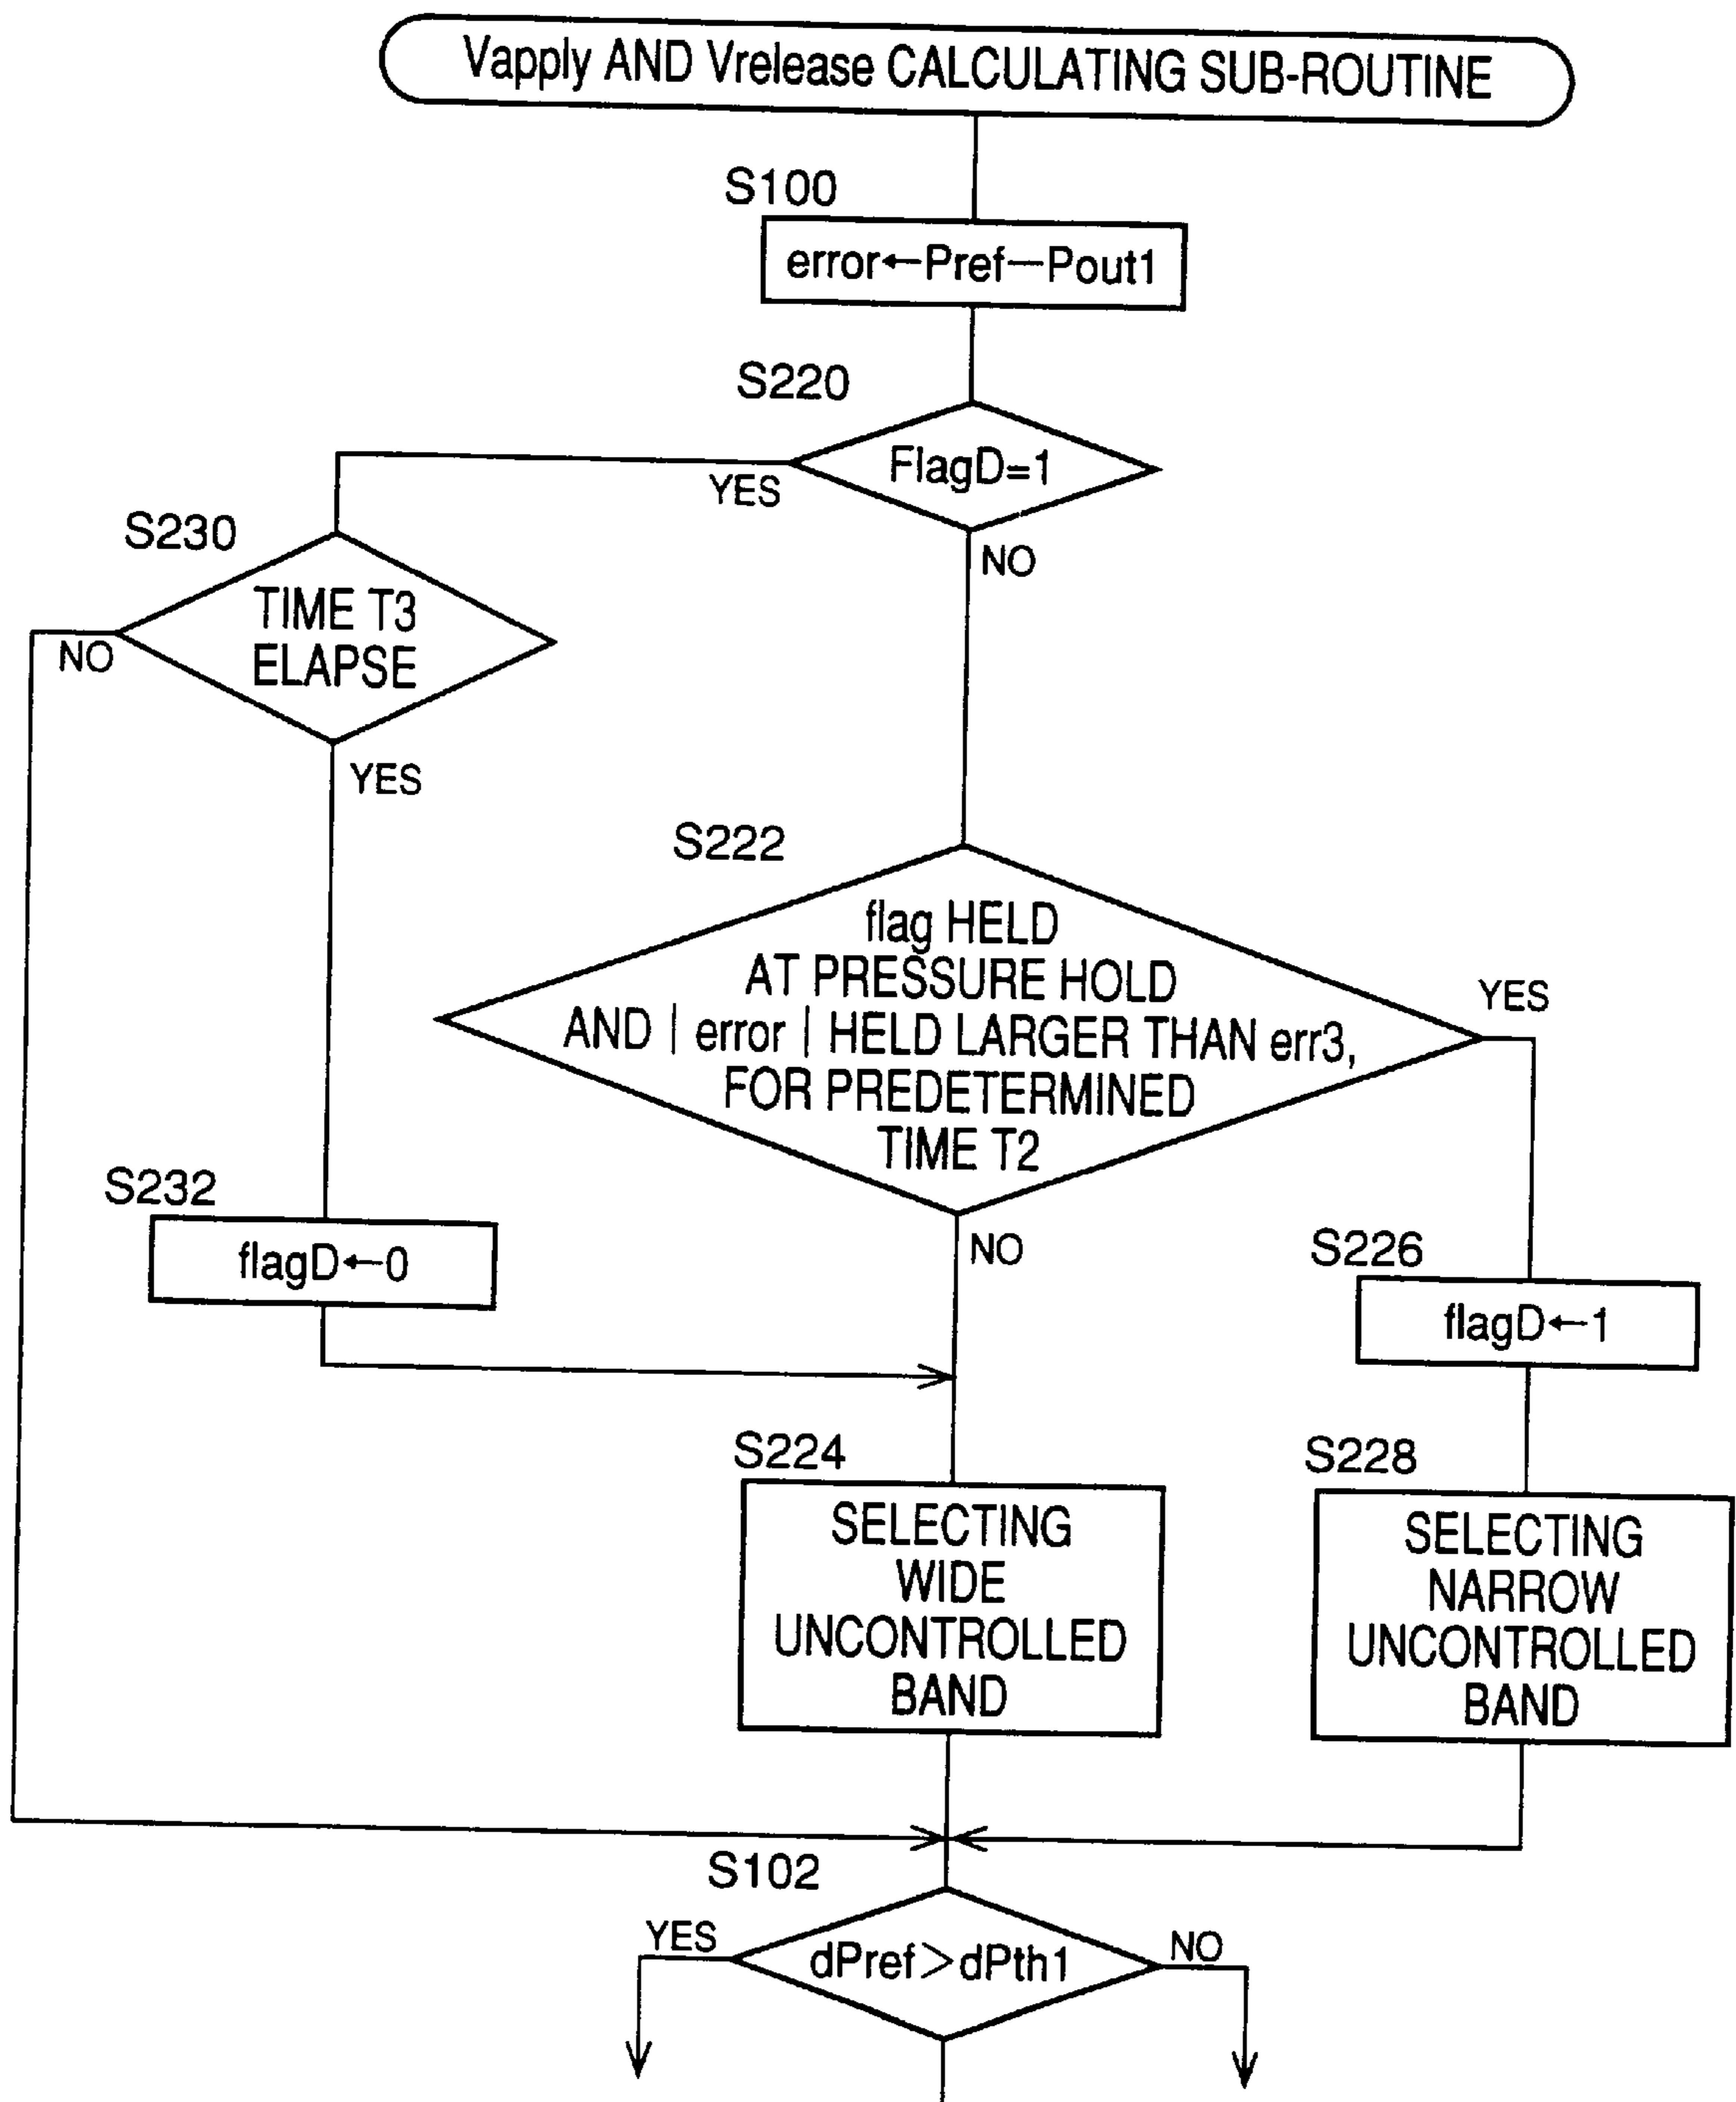 Vapply AND Vrelease CALCULATING SUB-ROUTINE
S100
error←Pref−Pout1
S220
FlagD=1
YES
NO
S230
TIME T3
ELAPSE
NO
YES
S222
flag HELD
AT PRESSURE HOLD
AND | error | HELD LARGER THAN err3,
FOR PREDETERMINED
TIME T2
YES
NO
S232
flagD←0
S226
flagD←1
S224
SELECTING
WIDE
UNCONTROLLED
BAND
S228
SELECTING
NARROW
UNCONTROLLED
BAND
S102
dPref>dPth1
YES
NO